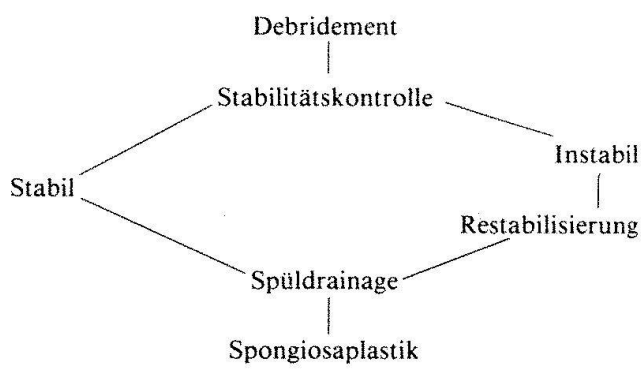 Debridement
Stabilitätskontrolle
Instabil
Stabil
Restabilisierung
Spüldrainage
Spongiosaplastik